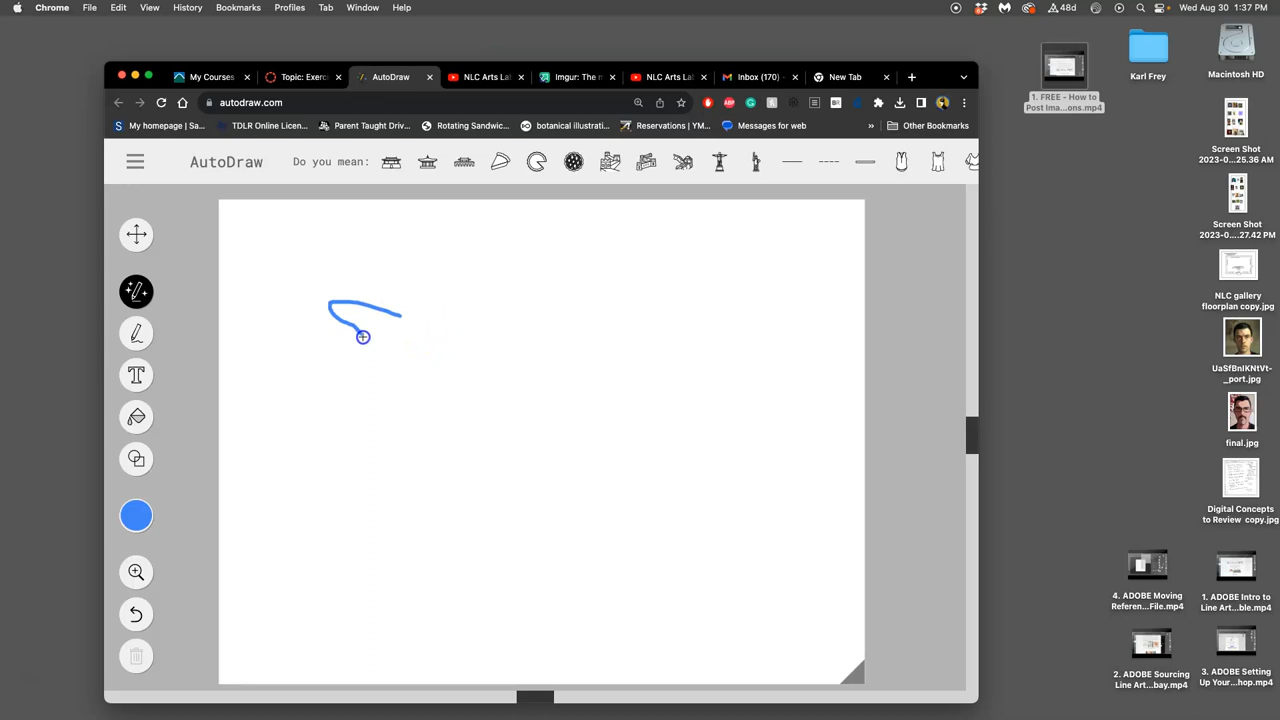 Chrome File Edit View History Bookmarks Profiles Tab Window Help
48d
Wed Aug 30 1:37 PM
My Courses
Topic: Exerc
AutoDraw
NLC Arts Lab
Imgur: The m
NLC Arts Lab
Inbox (170)
New Tab
autodraw.com
ABP
My homepage | Sa...
TDLR Online Licen...
Parent Taught Driv...
Rotating Sandwic...
botanical illustrati...
Reservations | YM...
Messages for web
»
Other Bookmarks
AutoDraw
Do you mean:
T
1. FREE - How to
Post Ima...ons.mp4
Karl Frey
Macintosh HD
Screen Shot
2023-0....25.36 AM
Screen Shot
2023-0....27.42 PM
NLC gallery
floorplan copy.jpg
UaSfBnIKNtVt-
_port.jpg
final.jpg
Digital Concepts
to Review copy.jpg
4. ADOBE Moving
Referen...File.mp4
1. ADOBE Intro to
Line Art...ble.mp4
2. ADOBE Sourcing
Line Art...bay.mp4
3. ADOBE Setting
Up Your...hop.mp4